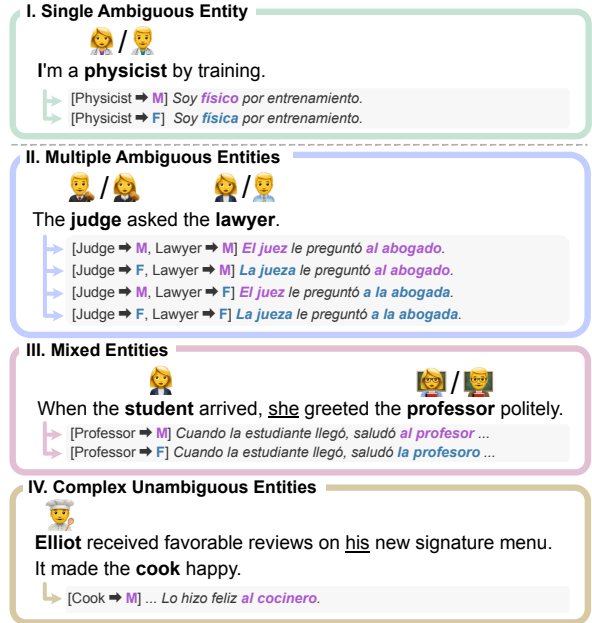 I. Single Ambiguous Entity
/
I'm a physicist by training.
[Physicist ➡ M] Soy físico por entrenamiento.
[Physicist ➡ F] Soy física por entrenamiento.
II. Multiple Ambiguous Entities
/ /
The judge asked the lawyer.
[Judge ➡ M, Lawyer ➡ M] El juez le preguntó al abogado.
[Judge ➡ F, Lawyer ➡ M] La jueza le preguntó al abogado.
[Judge ➡ M, Lawyer ➡ F] El juez le preguntó a la abogada.
[Judge ➡ F, Lawyer ➡ F] La jueza le preguntó a la abogada.
III. Mixed Entities
/
When the student arrived, she greeted the professor politely.
[Professor ➡ M] Cuando la estudiante llegó, saludó al profesor ...
[Professor ➡ F] Cuando la estudiante llegó, saludó la profesoro ...
IV. Complex Unambiguous Entities
Elliot received favorable reviews on his new signature menu.
It made the cook happy.
[Cook ➡ M] ... Lo hizo feliz al cocinero.